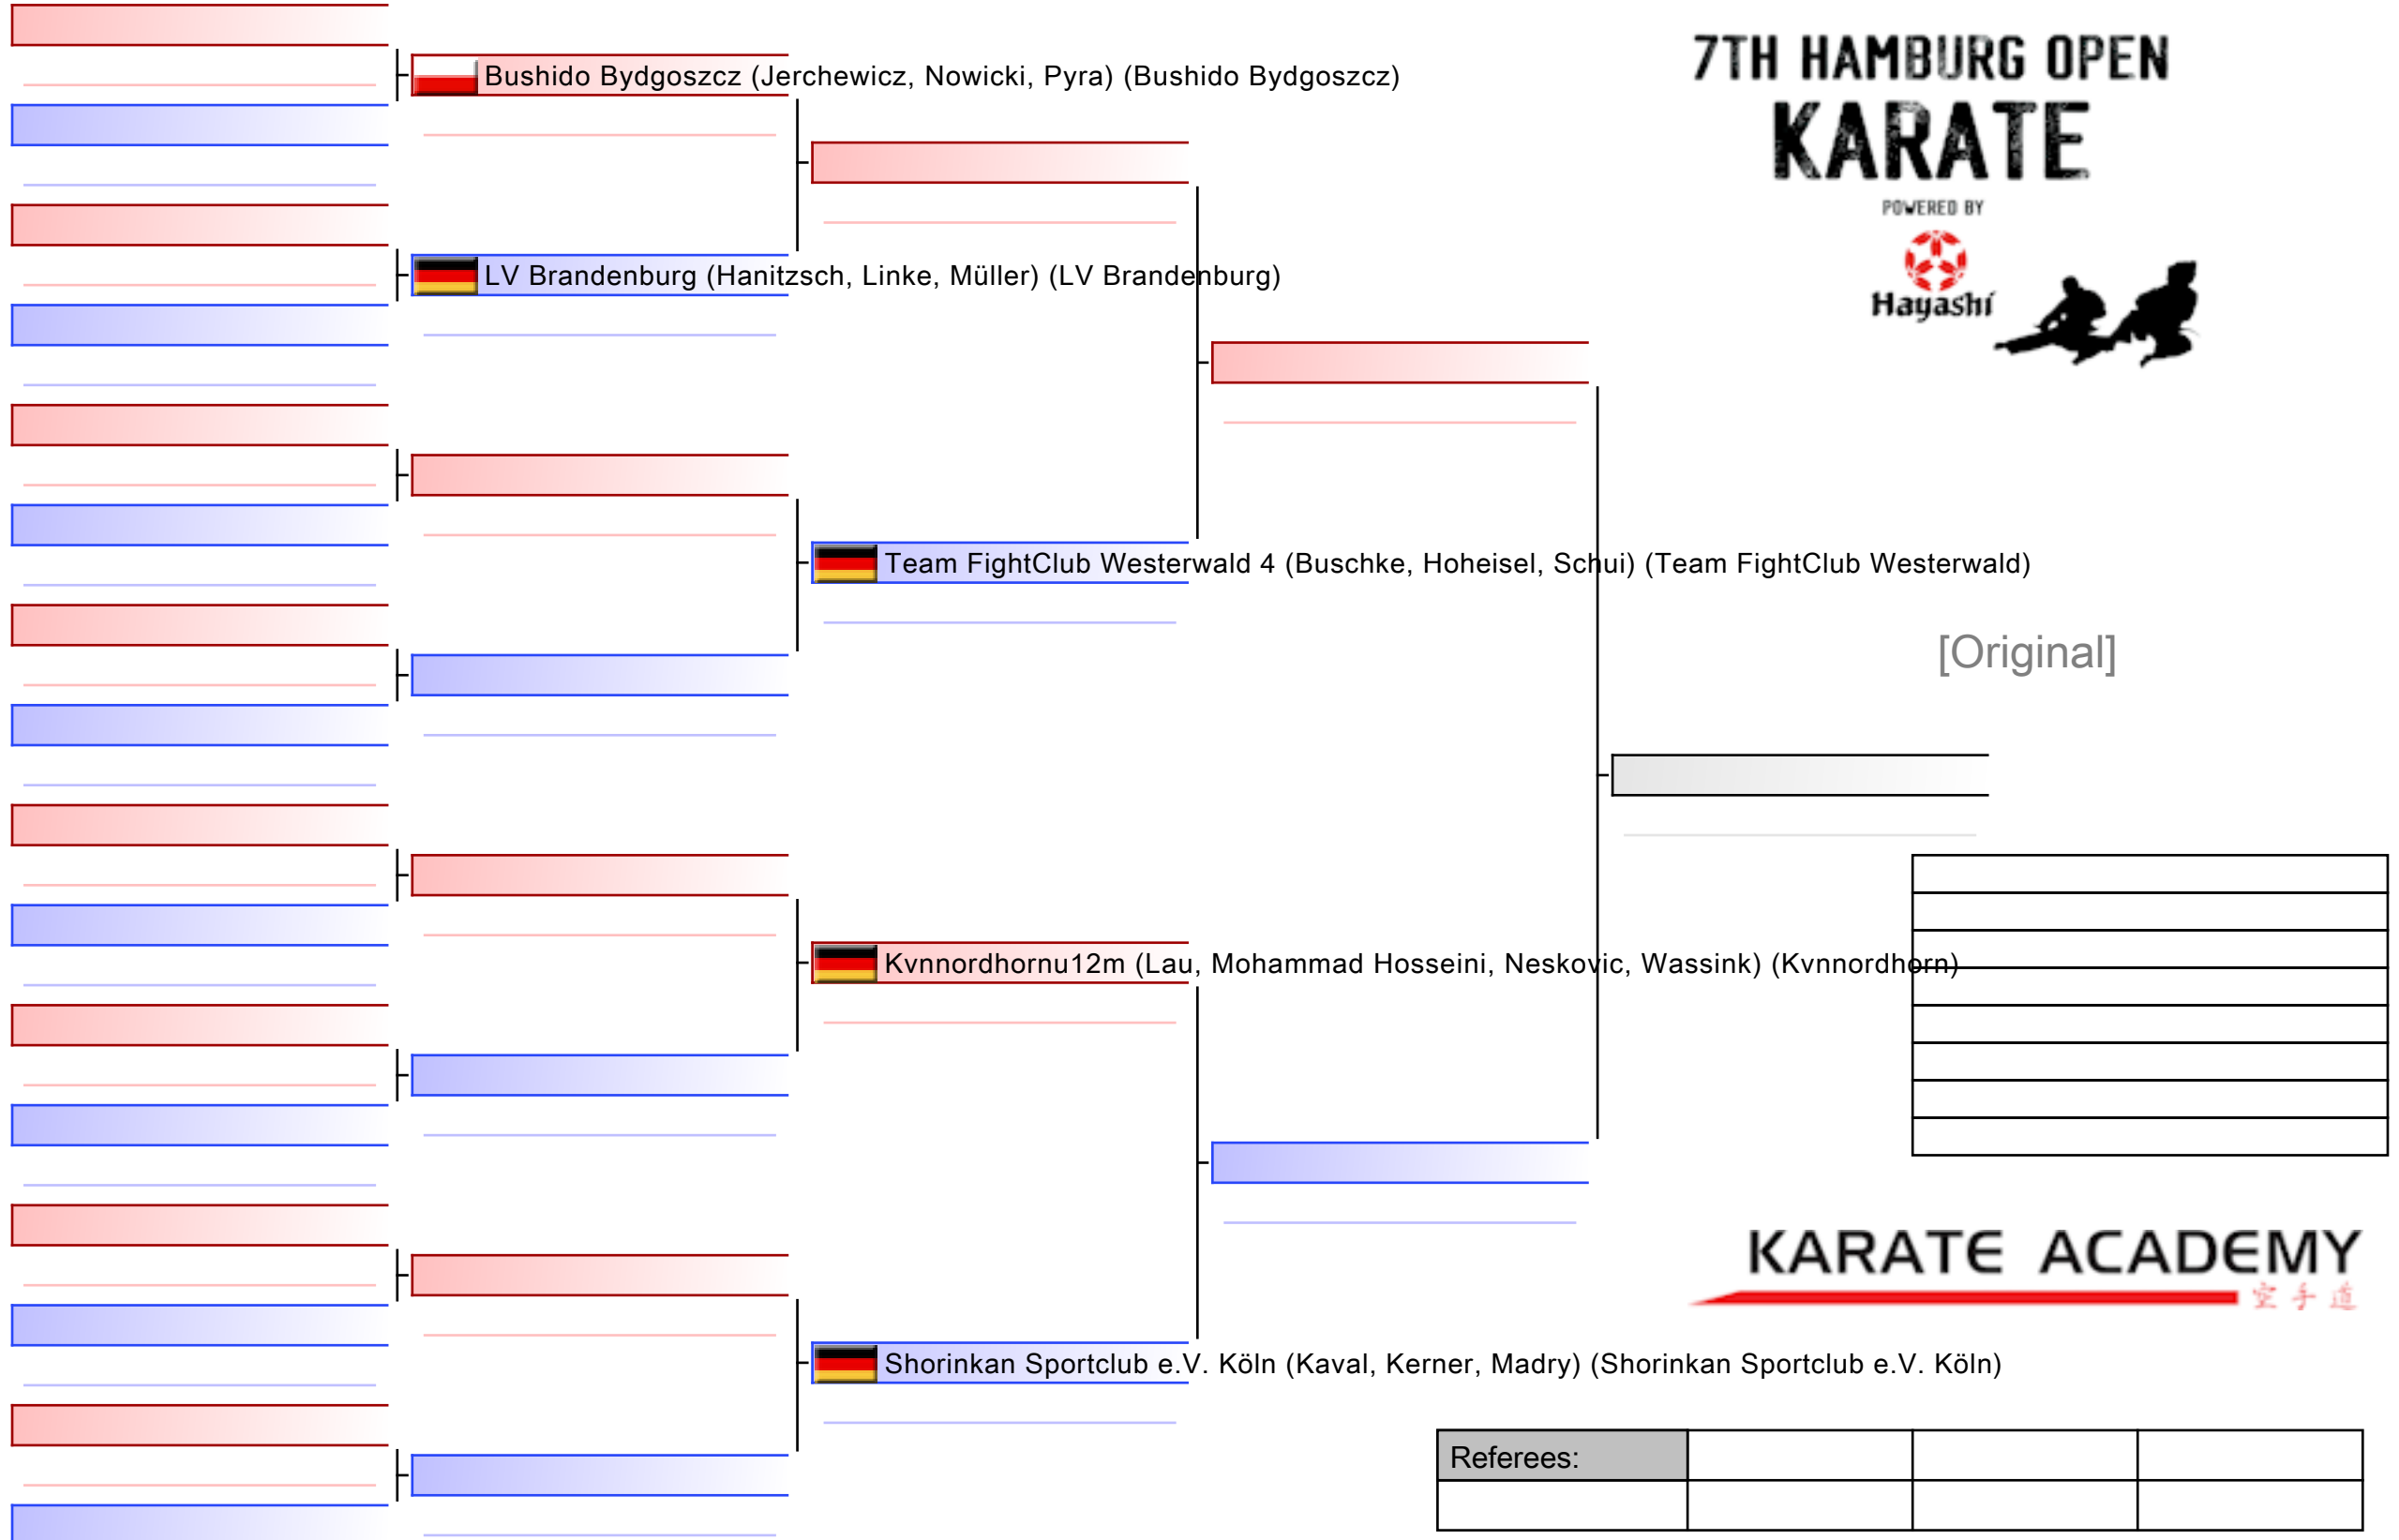 7TH HAMBURG OPEN
KARATE
POWERED BY
Hayashi
Bushido Bydgoszcz (Jerchewicz, Nowicki, Pyra) (Bushido Bydgoszcz)
LV Brandenburg (Hanitzsch, Linke, Müller) (LV Brandenburg)
Team FightClub Westerwald 4 (Buschke, Hoheisel, Schui) (Team FightClub Westerwald)
[Original]
Kvnnordhornu12m (Lau, Mohammad Hosseini, Neskovic, Wassink) (Kvnnordhorn)
KARATE ACADEMY
空手道
Shorinkan Sportclub e.V. Köln (Kaval, Kerner, Madry) (Shorinkan Sportclub e.V. Köln)
Referees: